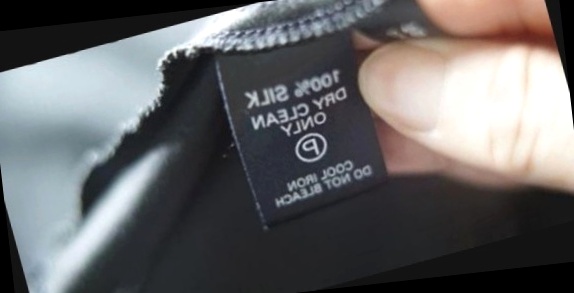 100% SILK
DRY CLEAN
ONLY
P
COOL IRON
DO NOT BLEACH